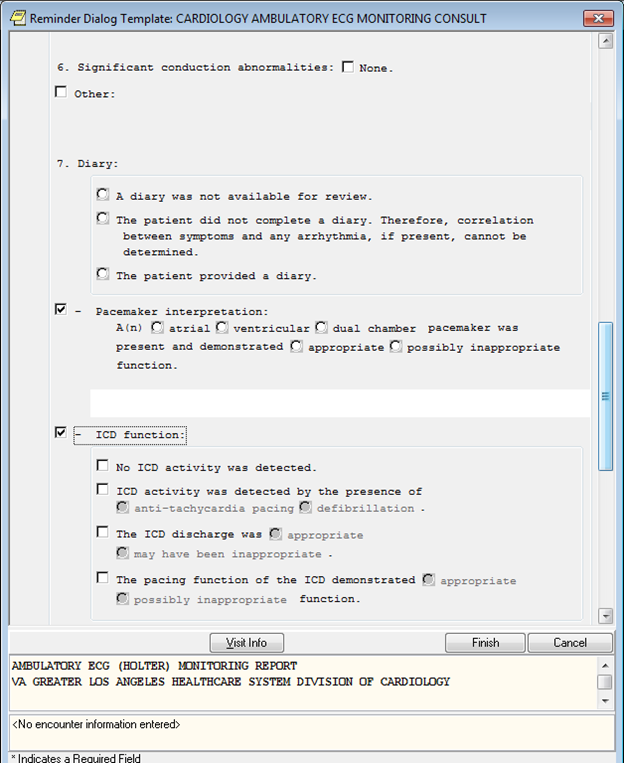 Reminder Dialog Template: CARDIOLOGY AMBULATORY ECG MONITORING CONSULT
6. Significant conduction abnormalities: None.
Other:
7. Diary:
A diary was not available for review.
The patient did not complete a diary. Therefore, correlation
between symptoms and any arrhythmia, if present, cannot be
determined.
The patient provided a diary.
- Pacemaker interpretation:
A(n) atrial ventricular dual chamber pacemaker was
present and demonstrated appropriate possibly inappropriate
function.
- ICD function:
No ICD activity was detected.
ICD activity was detected by the presence of
anti-tachycardia pacing defibrillation .
The ICD discharge was appropriate
may have been inappropriate .
The pacing function of the ICD demonstrated appropriate
possibly inappropriate function.
Visit Info Finish Cancel
AMBULATORY ECG (HOLTER) MONITORING REPORT
VA GREATER LOS ANGELES HEALTHCARE SYSTEM DIVISION OF CARDIOLOGY
<No encounter information entered>
* Indicates a Required Field